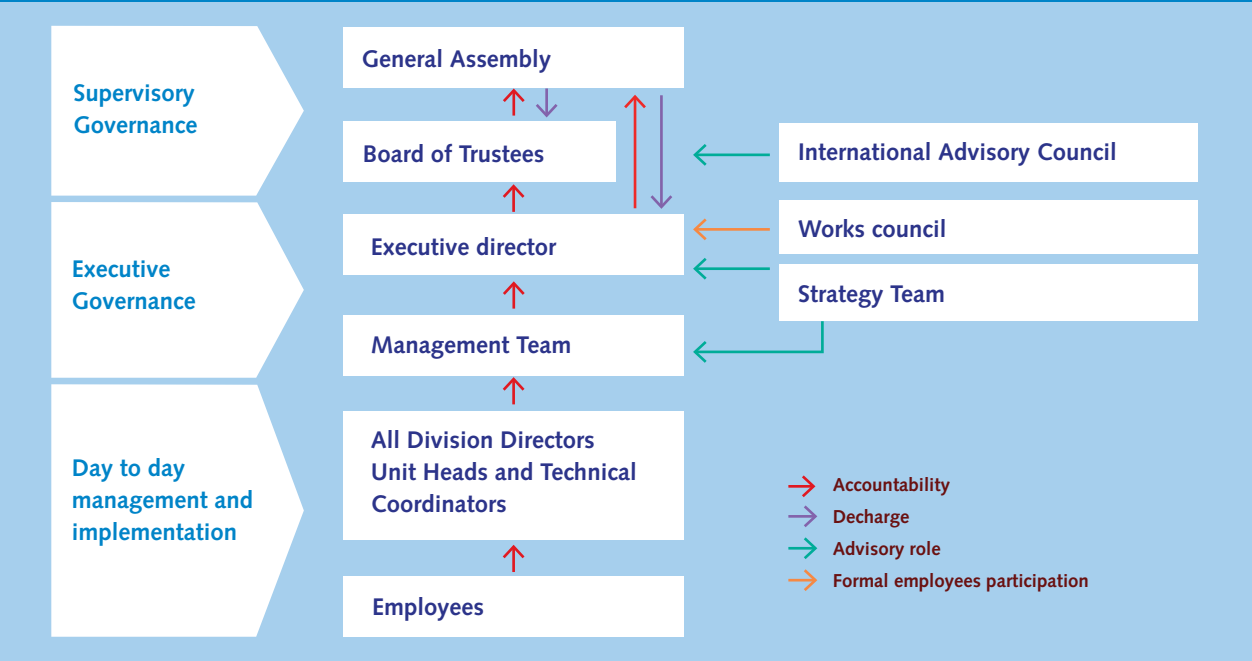 Supervisory
Governance
General Assembly
Board of Trustees
International Advisory Council
Executive
Governance
Executive director
Works council
Strategy Team
Management Team
Day to day
management and
implementation
All Division Directors
Unit Heads and Technical
Coordinators
Employees
Accountability
Decharge
Advisory role
Formal employees participation